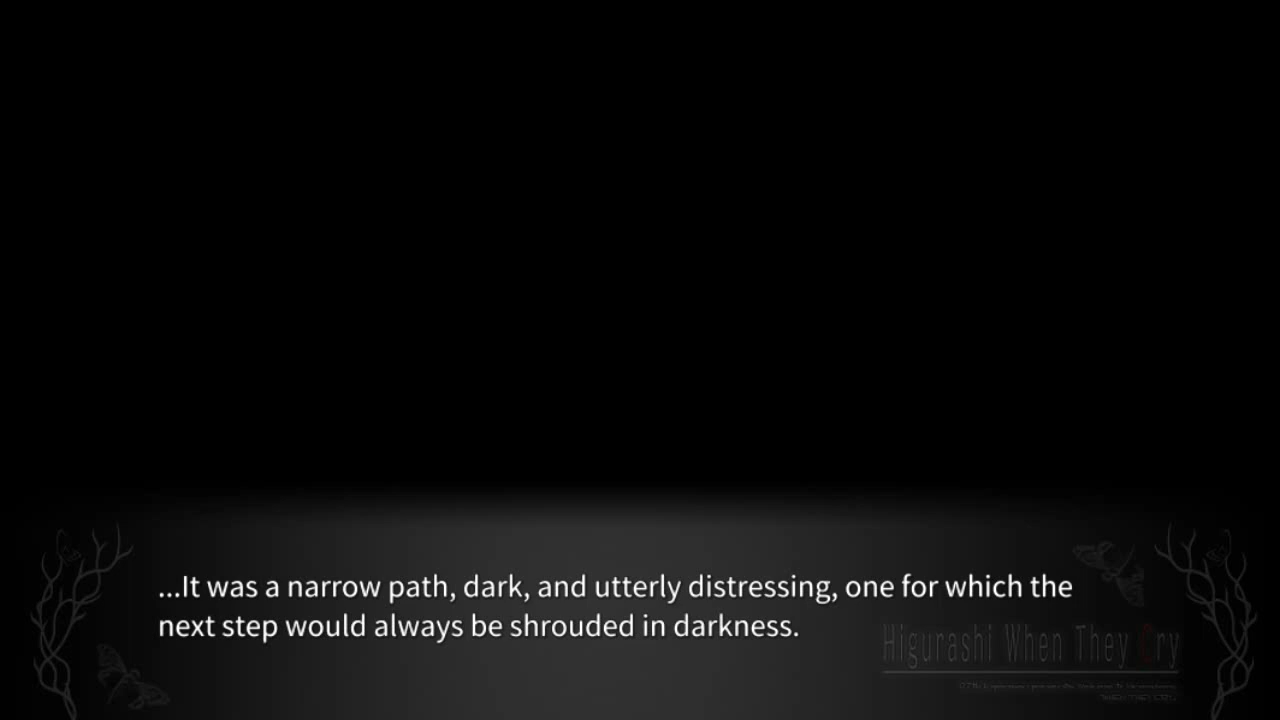 ...It was a narrow path, dark, and utterly distressing, one for which the
next step would always be shrouded in darkness.
Higurashi When They Cry